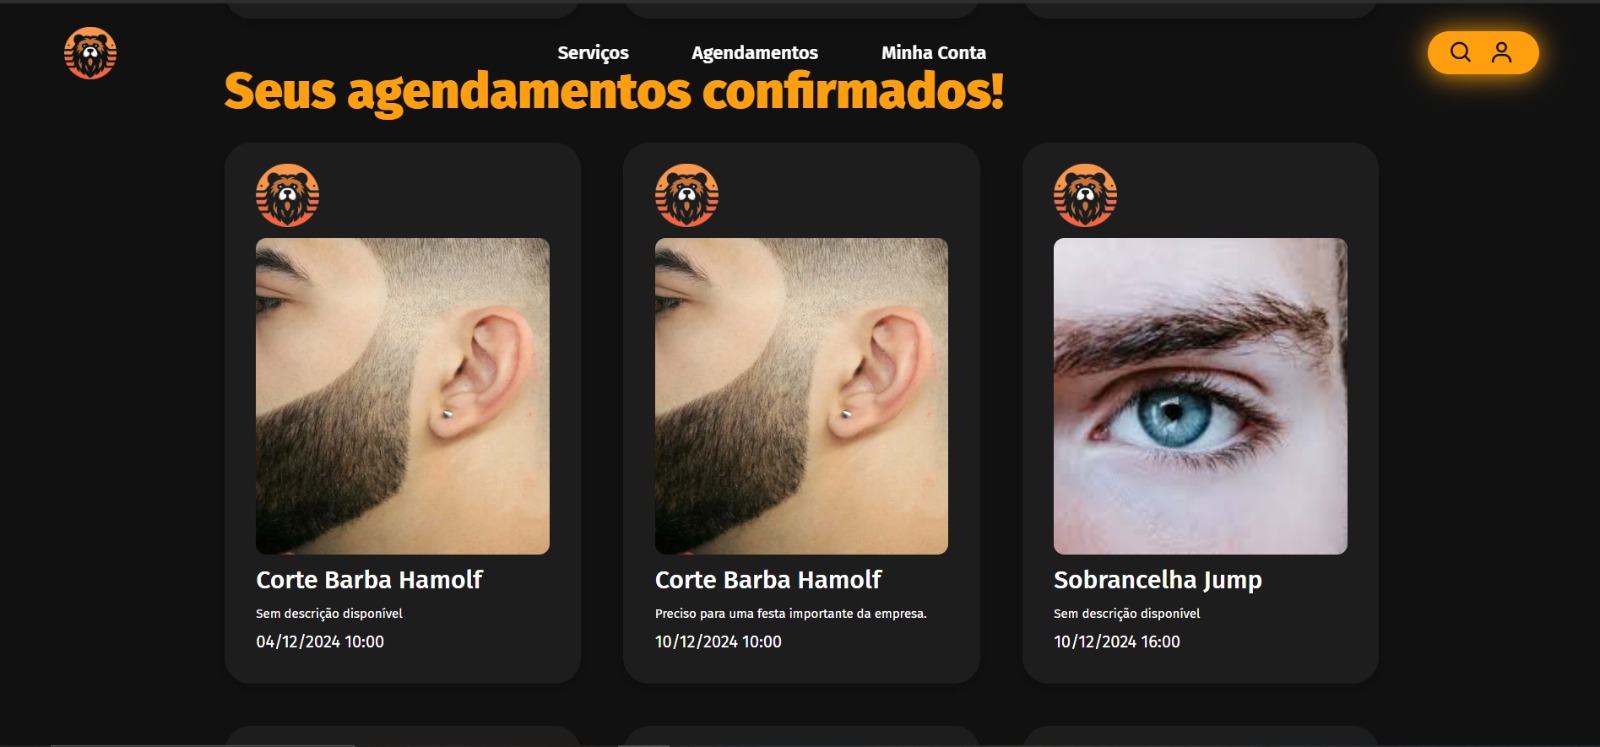 Serviços
Agendamentos
Minha Conta
Seus agendamentos confirmados!
Corte Barba Hamolf
Sem descrição disponível
04/12/2024 10:00
Corte Barba Hamolf
Preciso para uma festa importante da empresa.
10/12/2024 10:00
Sobrancelha Jump
Sem descrição disponível
10/12/2024 16:00